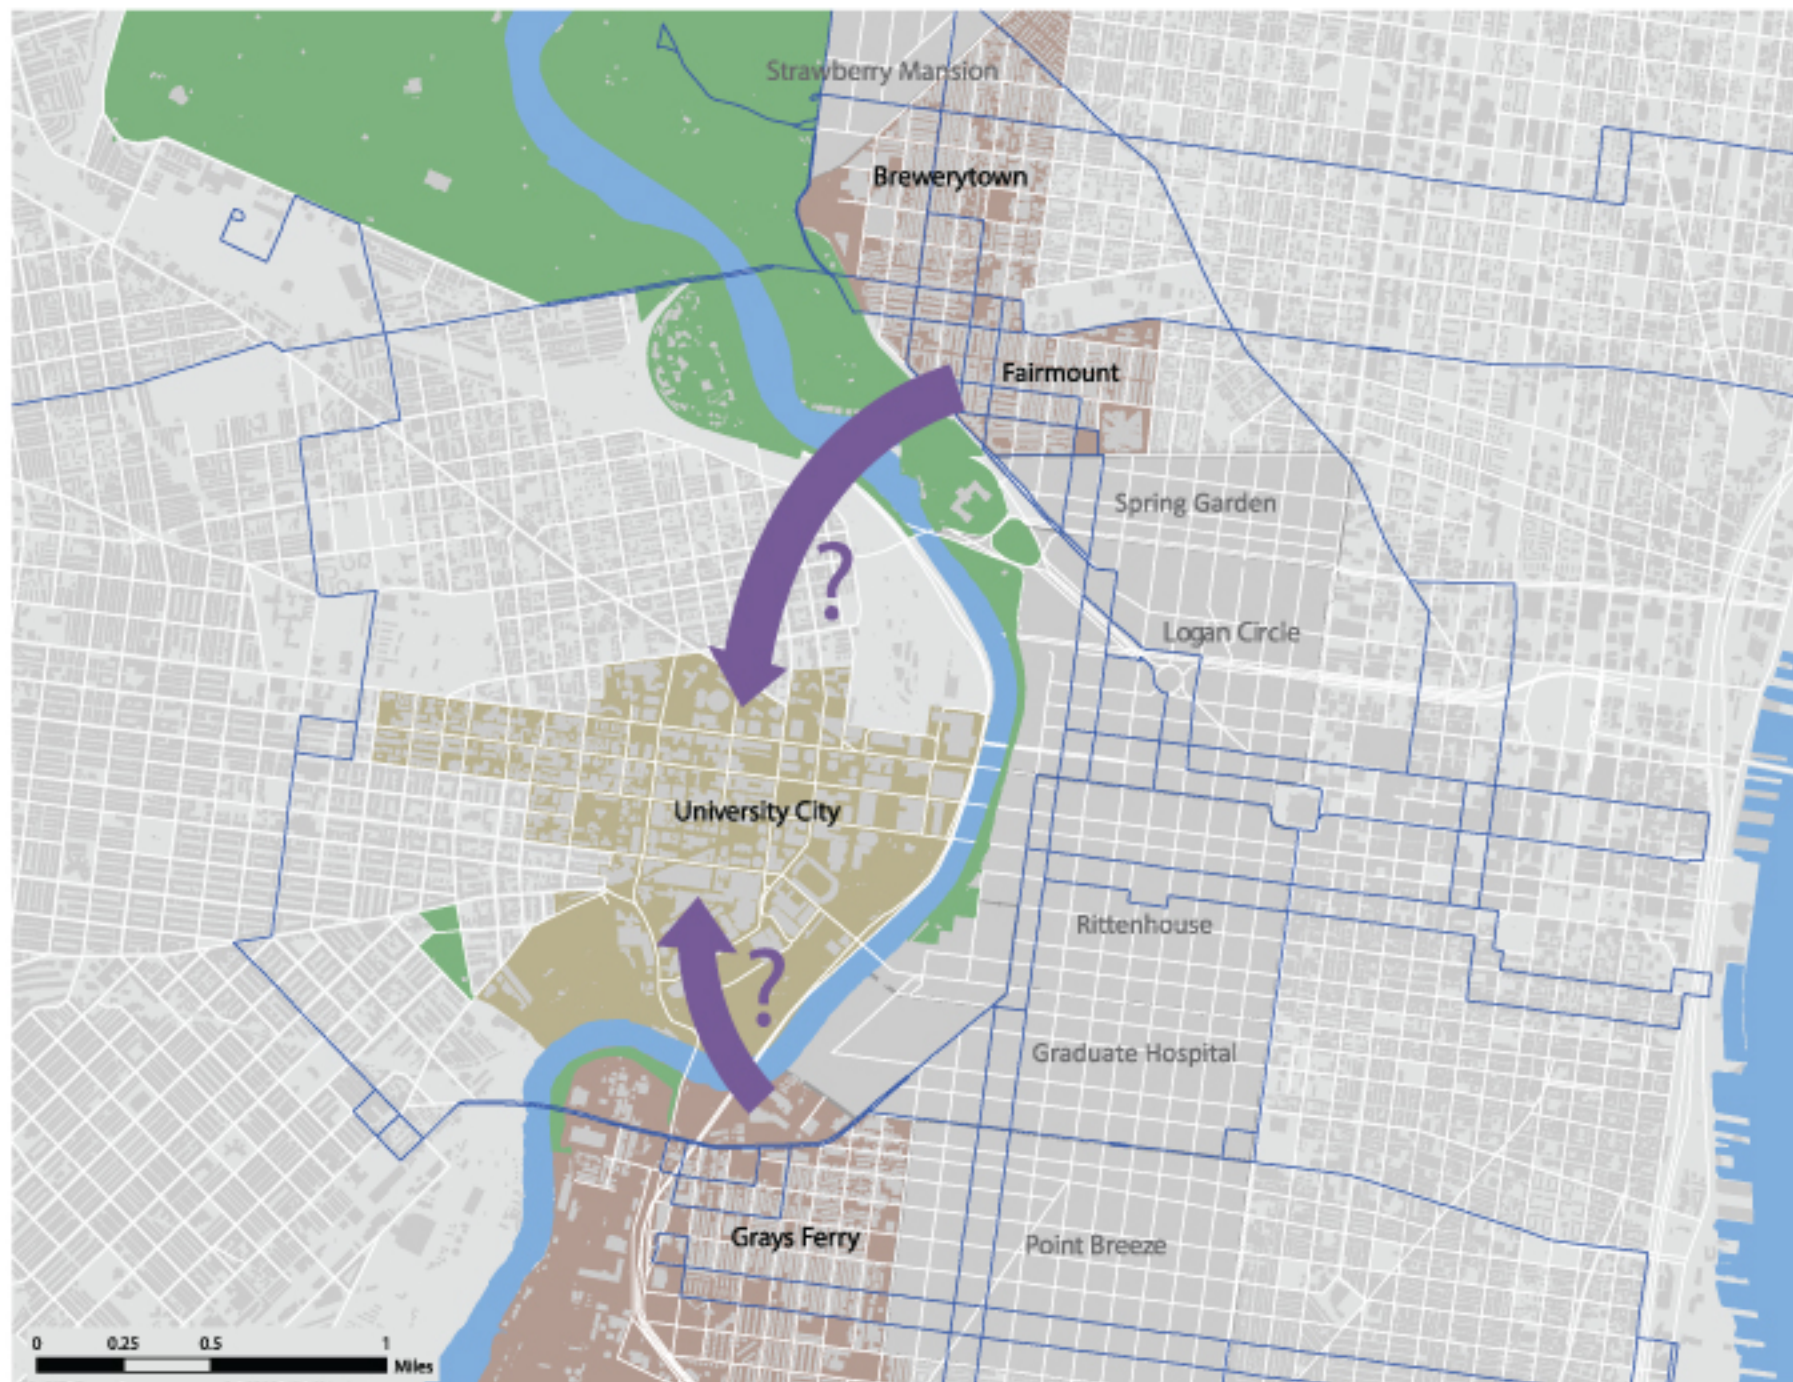 Strawberry Mansion
Brewerytown
Fairmount
Spring Garden
?
Logan Circle
University City
Rittenhouse
?
Graduate Hospital
Grays Ferry
Point Breeze
0 0.25 0.5 1
Miles